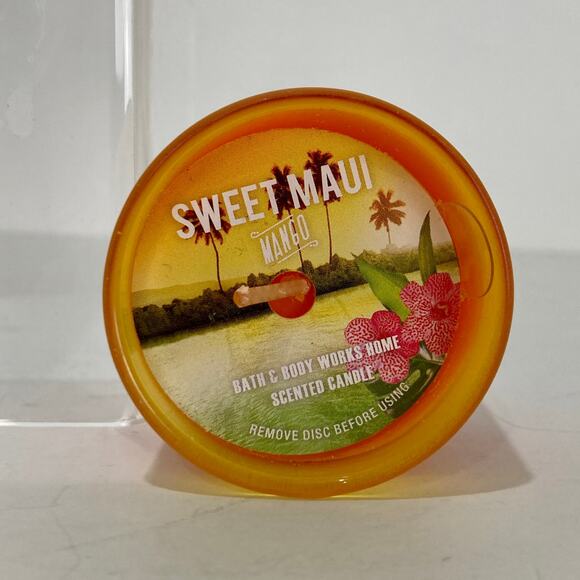 SWEET MAUI
MANGO
BATH & BODY WORKS HOME
SCENTED CANDLE
REMOVE DISC BEFORE USING